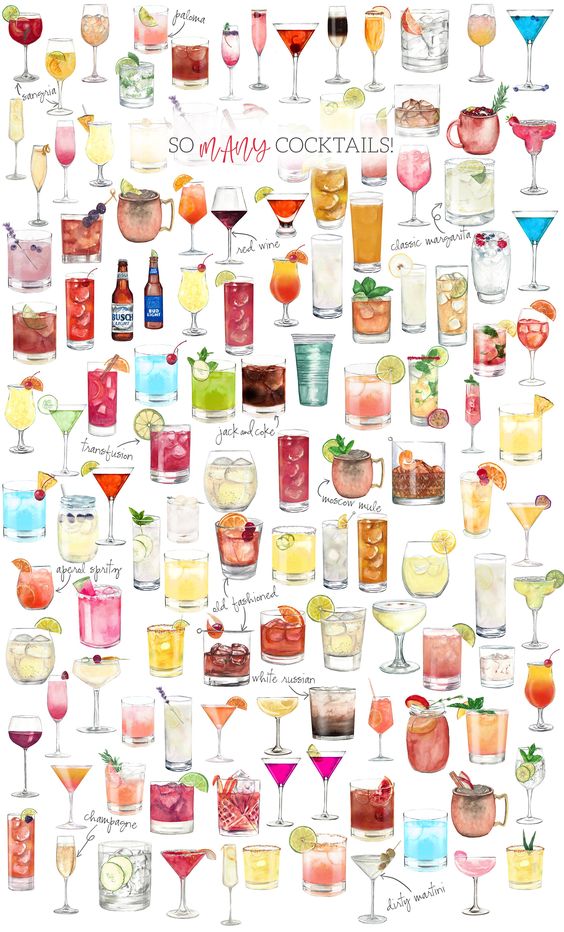 paloma
sangria
SO MANY COCKTAILS!
red wine
classic margarita
BUSCH
LIGHT
BUD
LIGHT
jack and coke
transfusion
moscow mule
aperol spritz
old fashioned
white russian
champagne
dirty martini